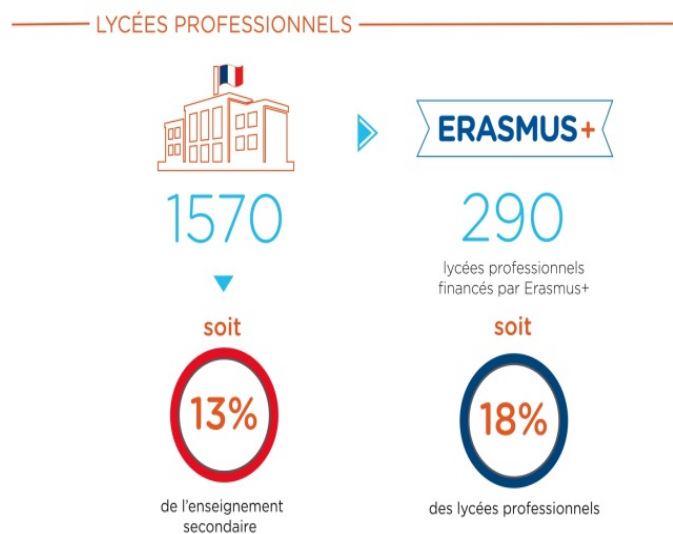 LYCÉES PROFESSIONNELS
1570
soit
13%
de l'enseignement
secondaire
ERASMUS+
290
lycées professionnels
financés par Erasmus+
soit
18%
des lycées professionnels